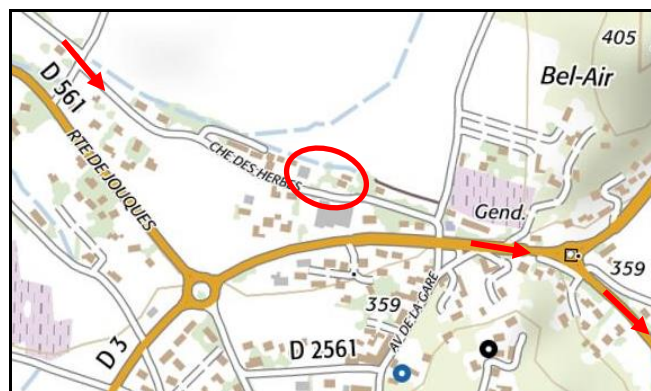 405
Bel-Air
D 561
RTE DE JOUQUES
CHE DES HERBES
Gend.
359
359
AV DE LA GARE
D 2561
D 3